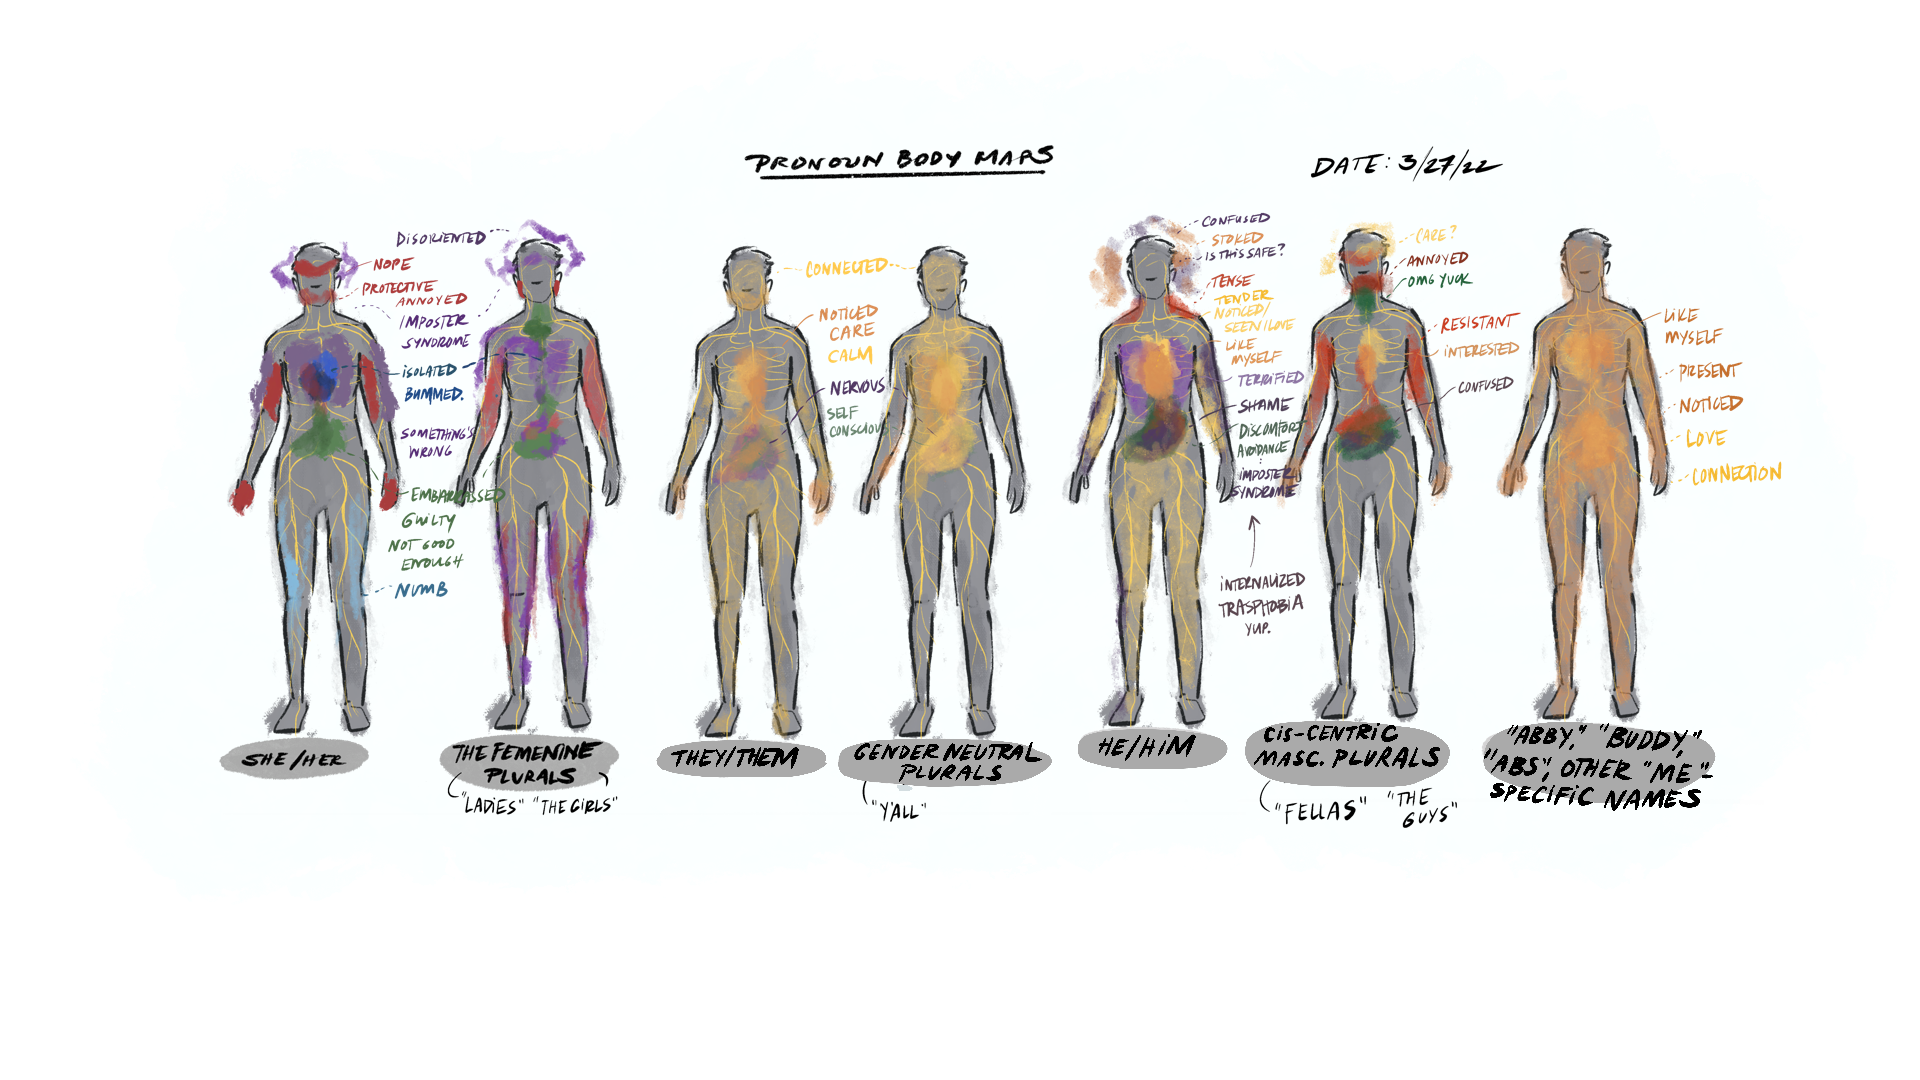 PRONOUN BODY MAPS
DATE: 3/27/22
DISORIENTED
NOPE
PROTECTIVE
ANNOYED
IMPOSTER
SYNDROME
ISOLATED
BUMMED.
SOMETHING'S
WRONG
EMBARRASSED
GUILTY
NOT GOOD
ENOUGH
NUMB
CONNECTED
NOTICED
CARE
CALM
NERVOUS
SELF
CONSCIOUS
CONFUSED
STOKED
IS THIS SAFE?
TENSE
TENDER
NOTICED/
SEEN/LOVE
LIKE
MYSELF
TERRIFIED
SHAME
DISCOMFORT
AVOIDANCE
IMPOSTER
SYNDROME
INTERNALIZED
TRASPHOBIA
YUP.
CARE?
ANNOYED
OMG YUCK
RESISTANT
INTERESTED
CONFUSED
LIKE
MYSELF
PRESENT
NOTICED
LOVE
CONNECTION
SHE/HER
THE FEMENINE
PLURALS
"LADIES" "THE GIRLS"
THEY/THEM
GENDER NEUTRAL
PLURALS
"Y'ALL"
HE/HIM
CIS-CENTRIC
MASC. PLURALS
"FELLAS" "THE
GUYS"
"ABBY," "BUDDY,"
"ABS", OTHER "ME"-
SPECIFIC NAMES